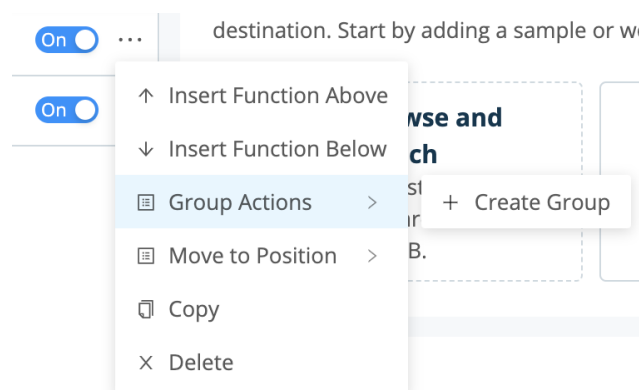 On ...
destination. Start by adding a sample or
On
Insert Function Above
wse and
Insert Function Below
ch
Group Actions
Create Group
Move to Position
B.
Copy
Delete